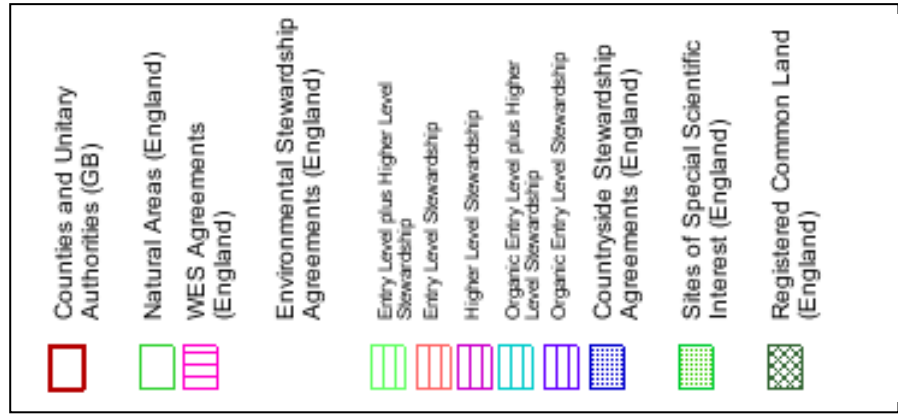 Counties and Unitary
Authorities (GB)
Natural Areas (England)
WES Agreements
(England)
Environmental Stewardship
Agreements (England)
Entry Level plus Higher Level
Stewardship
Entry Level Stewardship
Higher Level Stewardship
Organic Entry Level plus Higher
Level Stewardship
Organic Entry Level Stewardship
Countryside Stewardship
Agreements (England)
Sites of Special Scientific
Interest (England)
Registered Common Land
(England)